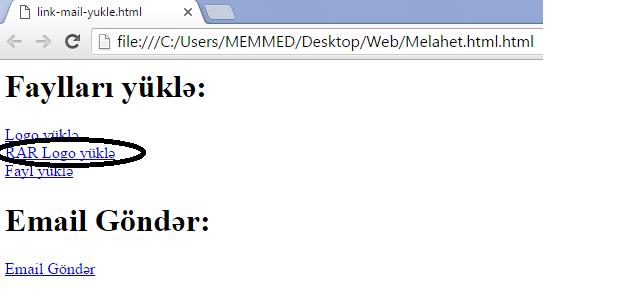 link-mail-yukle.html
file:///C:/Users/MEMMED/Desktop/Web/Melahet.html.html
Faylları yüklə:
Logo yüklə
RAR Logo yüklə
Fayl yüklə
Email Göndər:
Email Göndər